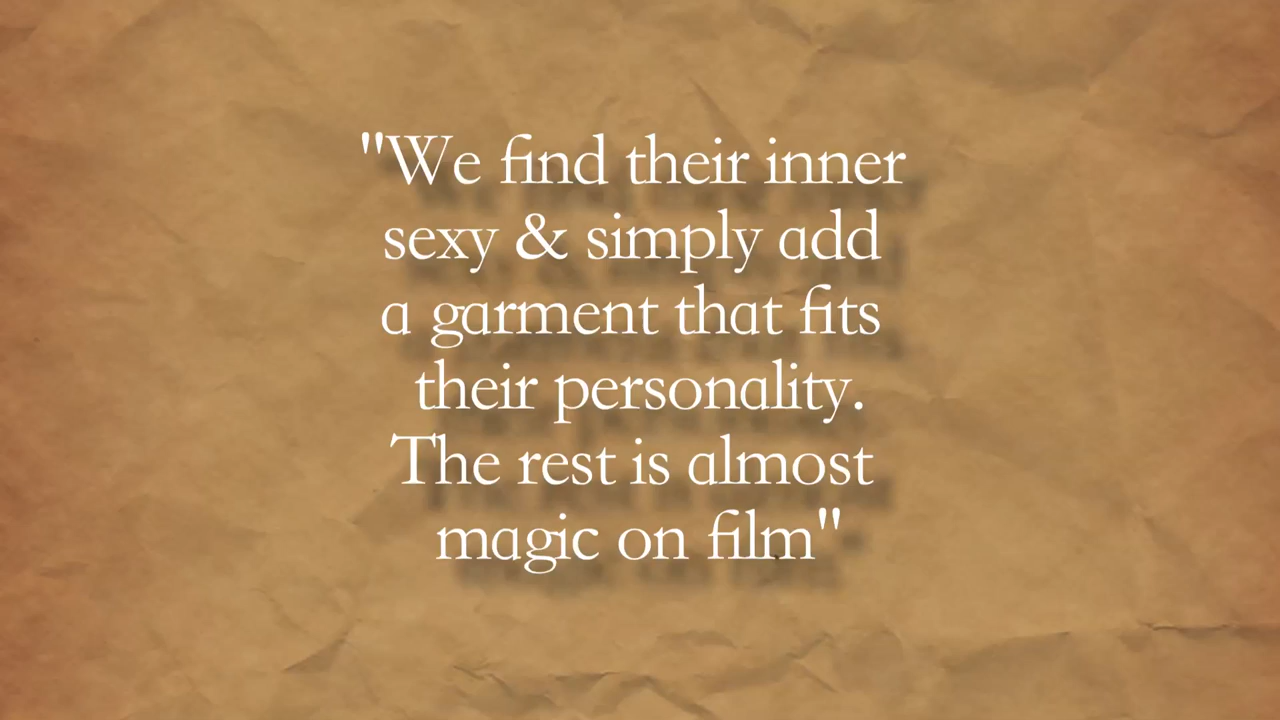 "We find their inner
sexy & simply add
a garment that fits
their personality.
The rest is almost
magic on film"